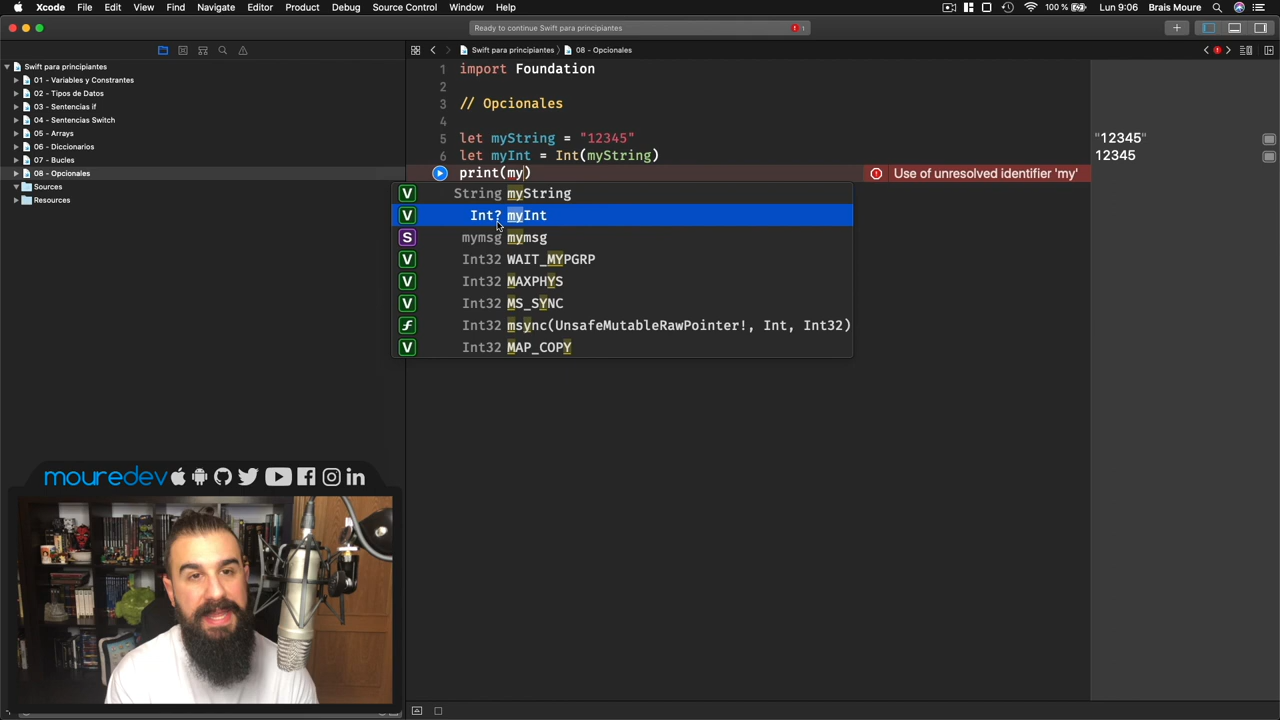 Xcode File Edit View Find Navigate Editor Product Debug Source Control Window Help 100 % Lun 9:06 Brais Moure
Ready to continue Swift para principiantes 1
Swift para principiantes 08 - Opcionales
Swift para principiantes
01 - Variables y Constrantes
02 - Tipos de Datos
03 - Sentencias if
04 - Sentencias Switch
05 - Arrays
06 - Diccionarios
07 - Bucles
08 - Opcionales
Sources
Resources
1 import Foundation
2
3 // Opcionales
4
5 let myString = "12345" "12345"
6 let myInt = Int(myString) 12345
print(my) Use of unresolved identifier 'my'
V String myString
V Int? myInt
S mymsg mymsg
V Int32 WAIT_MYPGRP
V Int32 MAXPHYS
V Int32 MS_SYNC
f Int32 msync(UnsafeMutableRawPointer!, Int, Int32)
V Int32 MAP_COPY
mouredev